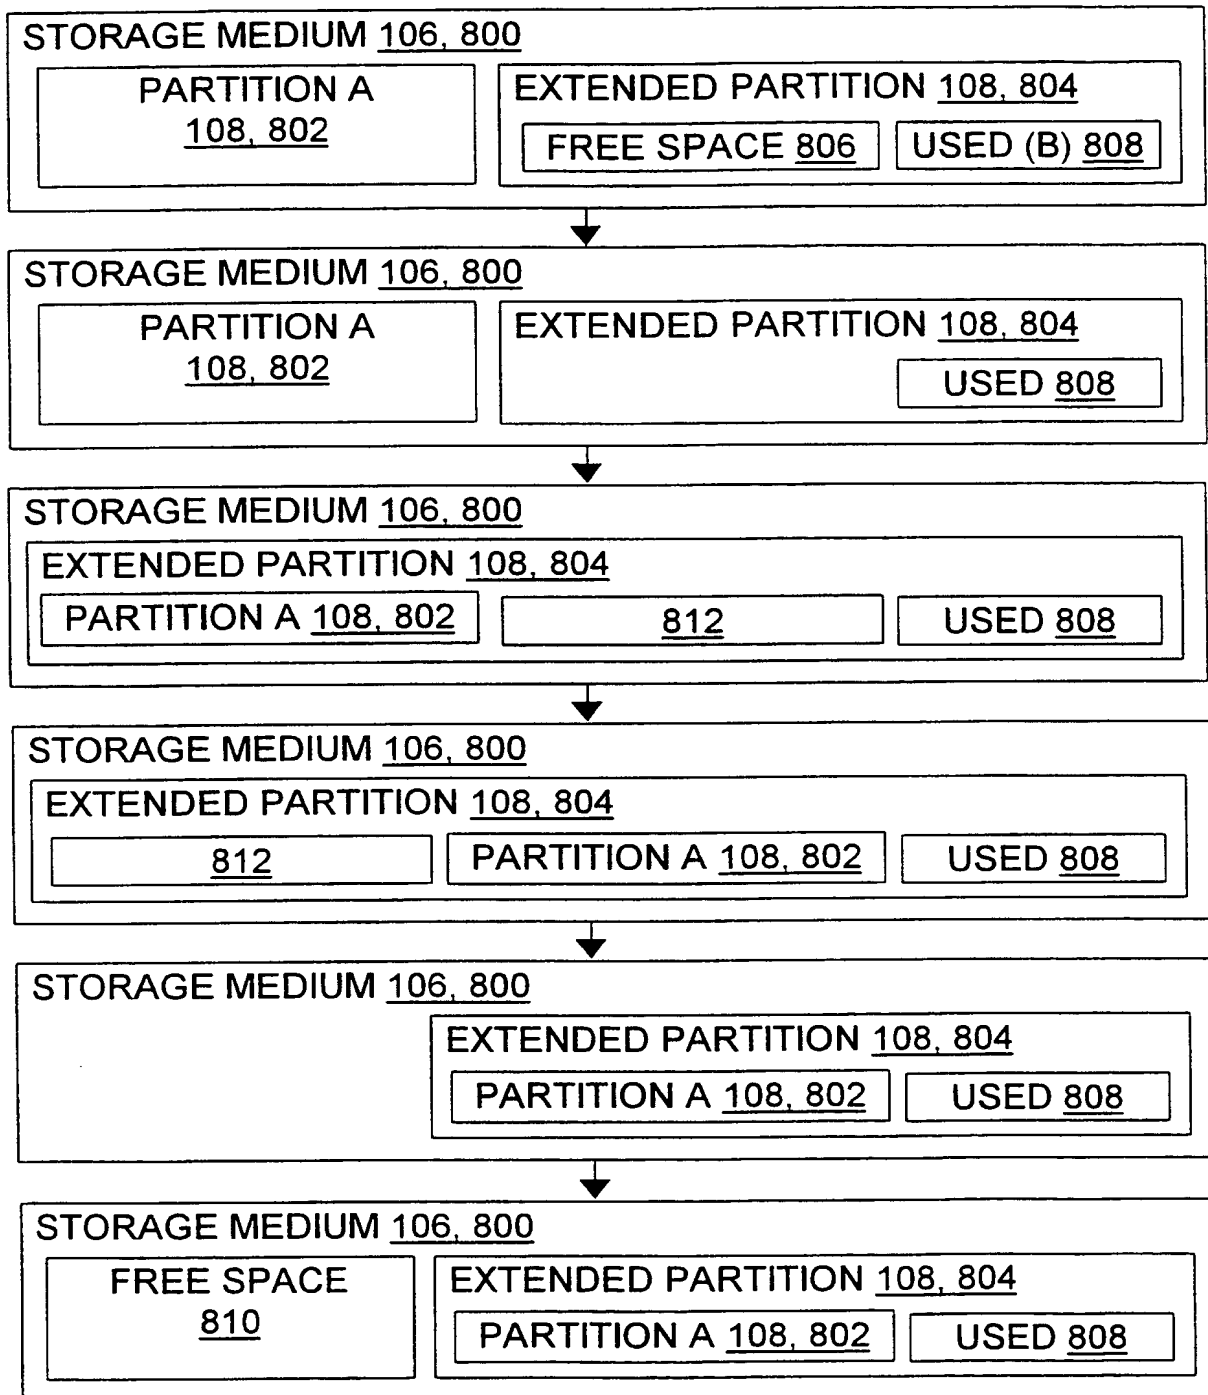 STORAGE MEDIUM 106, 800
PARTITION A
108, 802
EXTENDED PARTITION 108, 804
FREE SPACE 806
USED (B) 808
STORAGE MEDIUM 106, 800
PARTITION A
108, 802
EXTENDED PARTITION 108, 804
USED 808
STORAGE MEDIUM 106, 800
EXTENDED PARTITION 108, 804
PARTITION A 108, 802
812
USED 808
STORAGE MEDIUM 106, 800
EXTENDED PARTITION 108, 804
812
PARTITION A 108, 802
USED 808
STORAGE MEDIUM 106, 800
EXTENDED PARTITION 108, 804
PARTITION A 108, 802
USED 808
STORAGE MEDIUM 106, 800
FREE SPACE
810
EXTENDED PARTITION 108, 804
PARTITION A 108, 802
USED 808